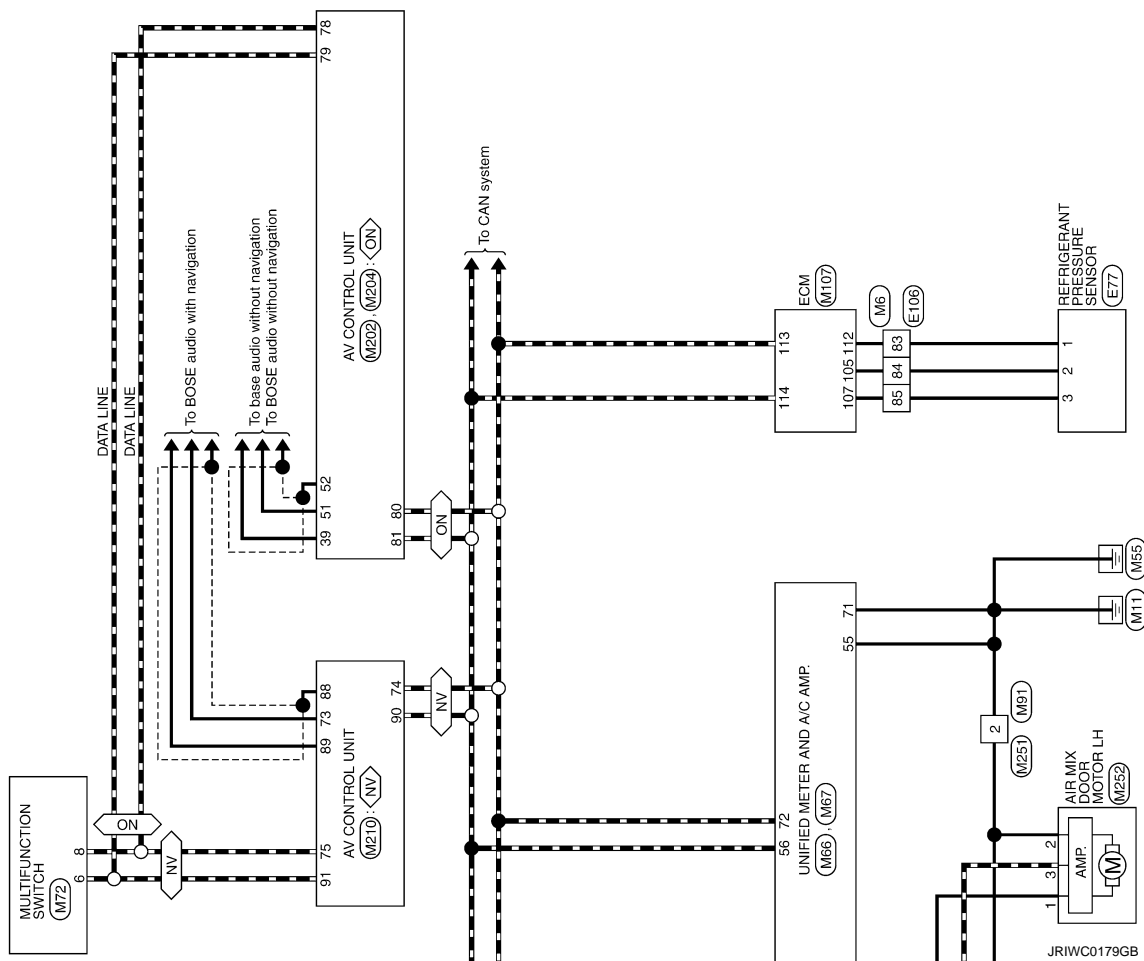 MULTIFUNCTION
SWITCH
M72
6
8
ON
NV
91
75
AV CONTROL UNIT
M210 : NV
89
73
88
90
74
NV
DATA LINE
DATA LINE
To BOSE audio with navigation
To base audio without navigation
To BOSE audio without navigation
39
51
52
79
78
AV CONTROL UNIT
M202 , M204 : ON
81
80
ON
To CAN system
56
72
UNIFIED METER AND A/C AMP.
M66 , M67
55
71
114
113
ECM
M107
107
105
112
M6
E106
85
84
83
3
2
1
REFRIGERANT
PRESSURE
SENSOR
E77
M251
2
M91
M11
M55
AIR MIX
DOOR
MOTOR LH
M252
1
3
2
AMP.
M
JRIWC0179GB